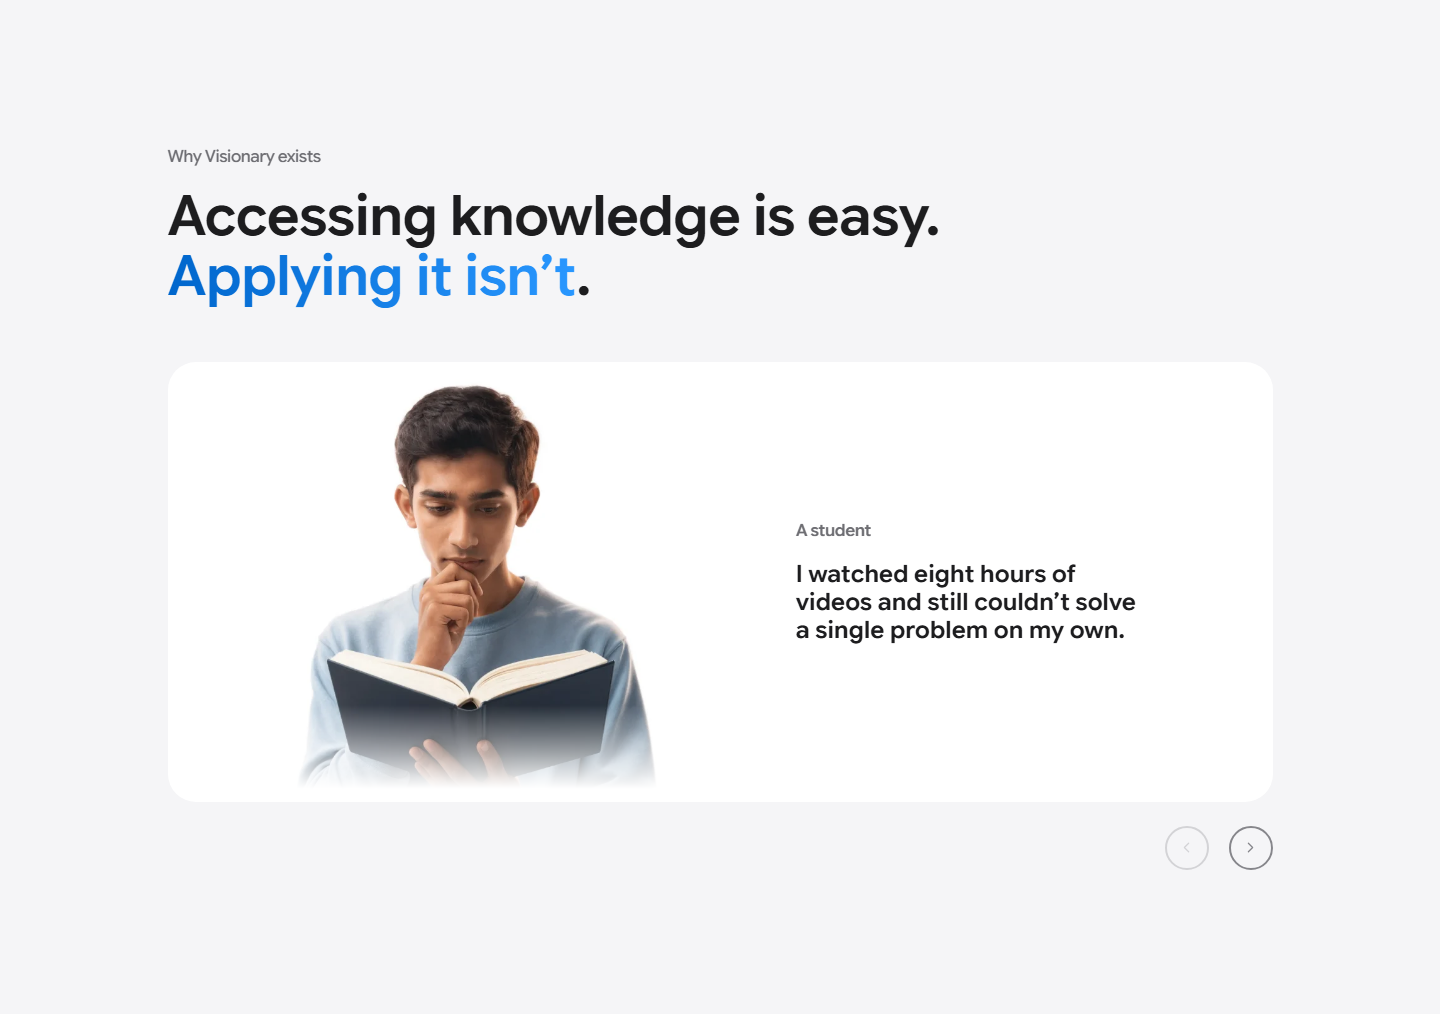 Why Visionary exists
Accessing knowledge is easy.
Applying it isn’t.
A student
I watched eight hours of
videos and still couldn’t solve
a single problem on my own.